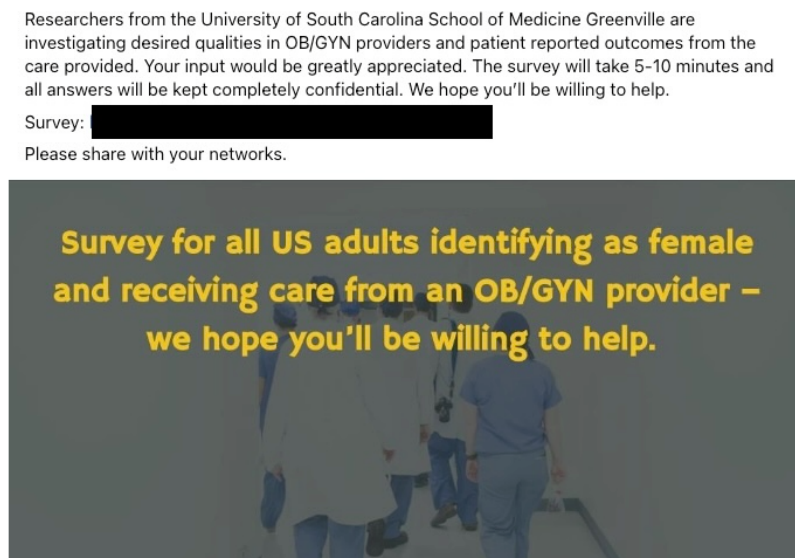 Researchers from the University of South Carolina School of Medicine Greenville are
investigating desired qualities in OB/GYN providers and patient reported outcomes from the
care provided. Your input would be greatly appreciated. The survey will take 5-10 minutes and
all answers will be kept completely confidential. We hope you'll be willing to help.
Survey:
Please share with your networks.
Survey for all US adults identifying as female
and receiving care from an OB/GYN provider –
we hope you'll be willing to help.